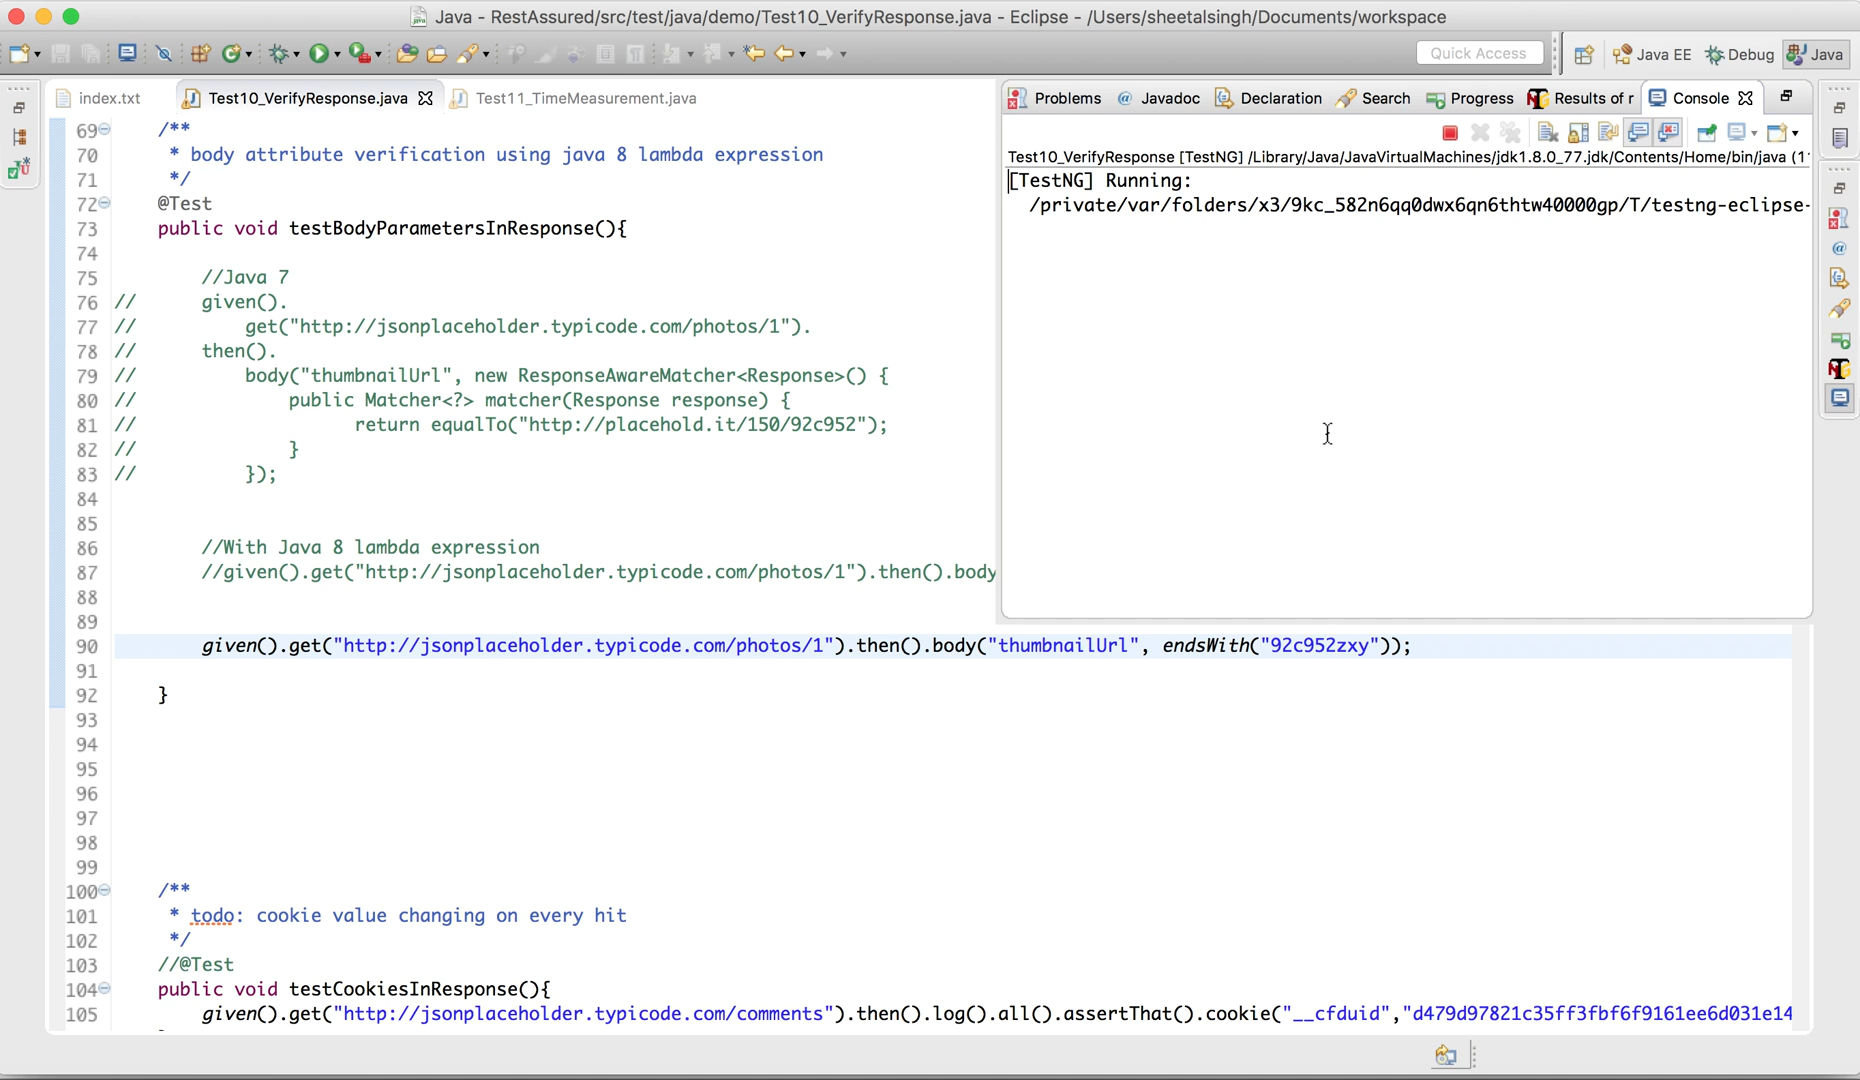 Java - RestAssured/src/test/java/demo/Test10_VerifyResponse.java - Eclipse - /Users/sheetalsingh/Documents/workspace
Quick Access
Java EE
Debug
Java
index.txt
Test10_VerifyResponse.java
Test11_TimeMeasurement.java
69 /**
70 * body attribute verification using java 8 lambda expression
71 */
72 @Test
73 public void testBodyParametersInResponse(){
74
75 //Java 7
76 // given().
77 // get("http://jsonplaceholder.typicode.com/photos/1").
78 // then().
79 // body("thumbnailUrl", new ResponseAwareMatcher<Response>() {
80 // public Matcher<?> matcher(Response response) {
81 // return equalTo("http://placehold.it/150/92c952");
82 // }
83 // });
84
85
86 //With Java 8 lambda expression
87 //given().get("http://jsonplaceholder.typicode.com/photos/1").then().body
88
89
90 given().get("http://jsonplaceholder.typicode.com/photos/1").then().body("thumbnailUrl", endsWith("92c952zxy"));
91
92 }
93
94
95
96
97
98
99
100 /**
101 * todo: cookie value changing on every hit
102 */
103 //@Test
104 public void testCookiesInResponse(){
105 given().get("http://jsonplaceholder.typicode.com/comments").then().log().all().assertThat().cookie("__cfduid","d479d97821c35ff3fbf6f9161ee6d031e14
Problems
@ Javadoc
Declaration
Search
Progress
Results of r
Console
Test10_VerifyResponse [TestNG] /Library/Java/JavaVirtualMachines/jdk1.8.0_77.jdk/Contents/Home/bin/java (1
[TestNG] Running:
/private/var/folders/x3/9kc_582n6qq0dwx6qn6thtw40000gp/T/testng-eclipse-